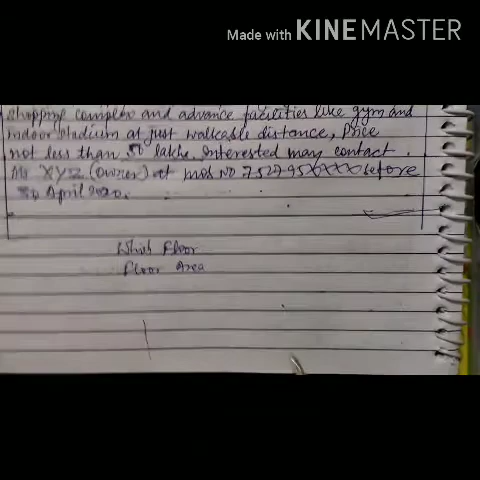 Made with KINEMASTER
shopping complex and advance facilities like gym and
indoor stadium at just walkable distance, Price
not less than 50 lakhs. Interested may contact.
XYZ (Owner) at mob. NO 752795XXXXX before
30 April 2020.
Which Floor
Floor Area